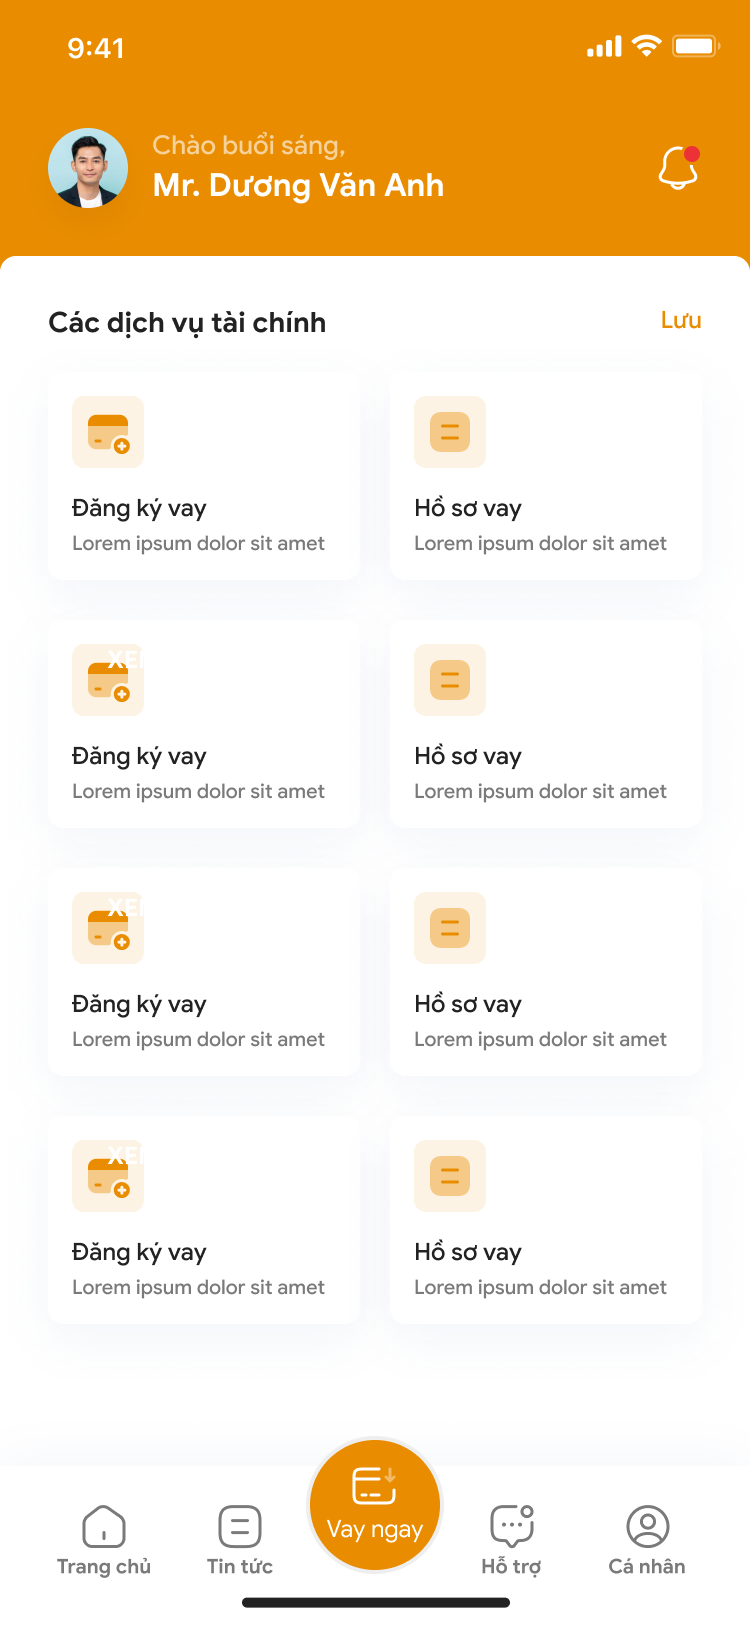 9:41
Chào buổi sáng,
Mr. Dương Văn Anh
Các dịch vụ tài chính
Lưu
Đăng ký vay
Lorem ipsum dolor sit amet
Hồ sơ vay
Lorem ipsum dolor sit amet
Đăng ký vay
Lorem ipsum dolor sit amet
Hồ sơ vay
Lorem ipsum dolor sit amet
Đăng ký vay
Lorem ipsum dolor sit amet
Hồ sơ vay
Lorem ipsum dolor sit amet
Đăng ký vay
Lorem ipsum dolor sit amet
Hồ sơ vay
Lorem ipsum dolor sit amet
Trang chủ
Tin tức
Vay ngay
Hỗ trợ
Cá nhân